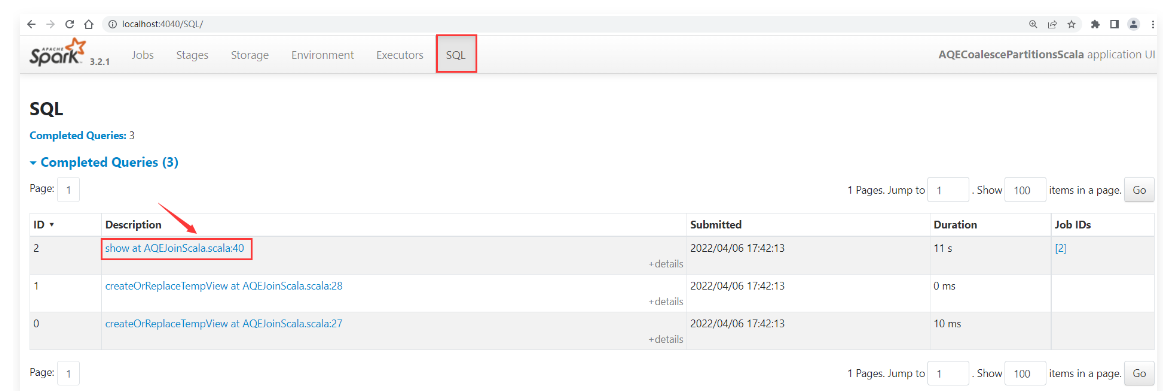 localhost:4040/SQL/
APACHE Spark 3.2.1 Jobs Stages Storage Environment Executors SQL AQECoalescePartitionsScala application UI
SQL
Completed Queries: 3
Completed Queries (3)
Page: 1 1 Pages. Jump to 1 . Show 100 items in a page. Go
ID Description Submitted Duration Job IDs
2 show at AQEJoinScala.scala:40 2022/04/06 17:42:13 11 s [2]
+details
1 createOrReplaceTempView at AQEJoinScala.scala:28 2022/04/06 17:42:13 0 ms
+details
0 createOrReplaceTempView at AQEJoinScala.scala:27 2022/04/06 17:42:13 10 ms
+details
Page: 1 1 Pages. Jump to 1 . Show 100 items in a page. Go